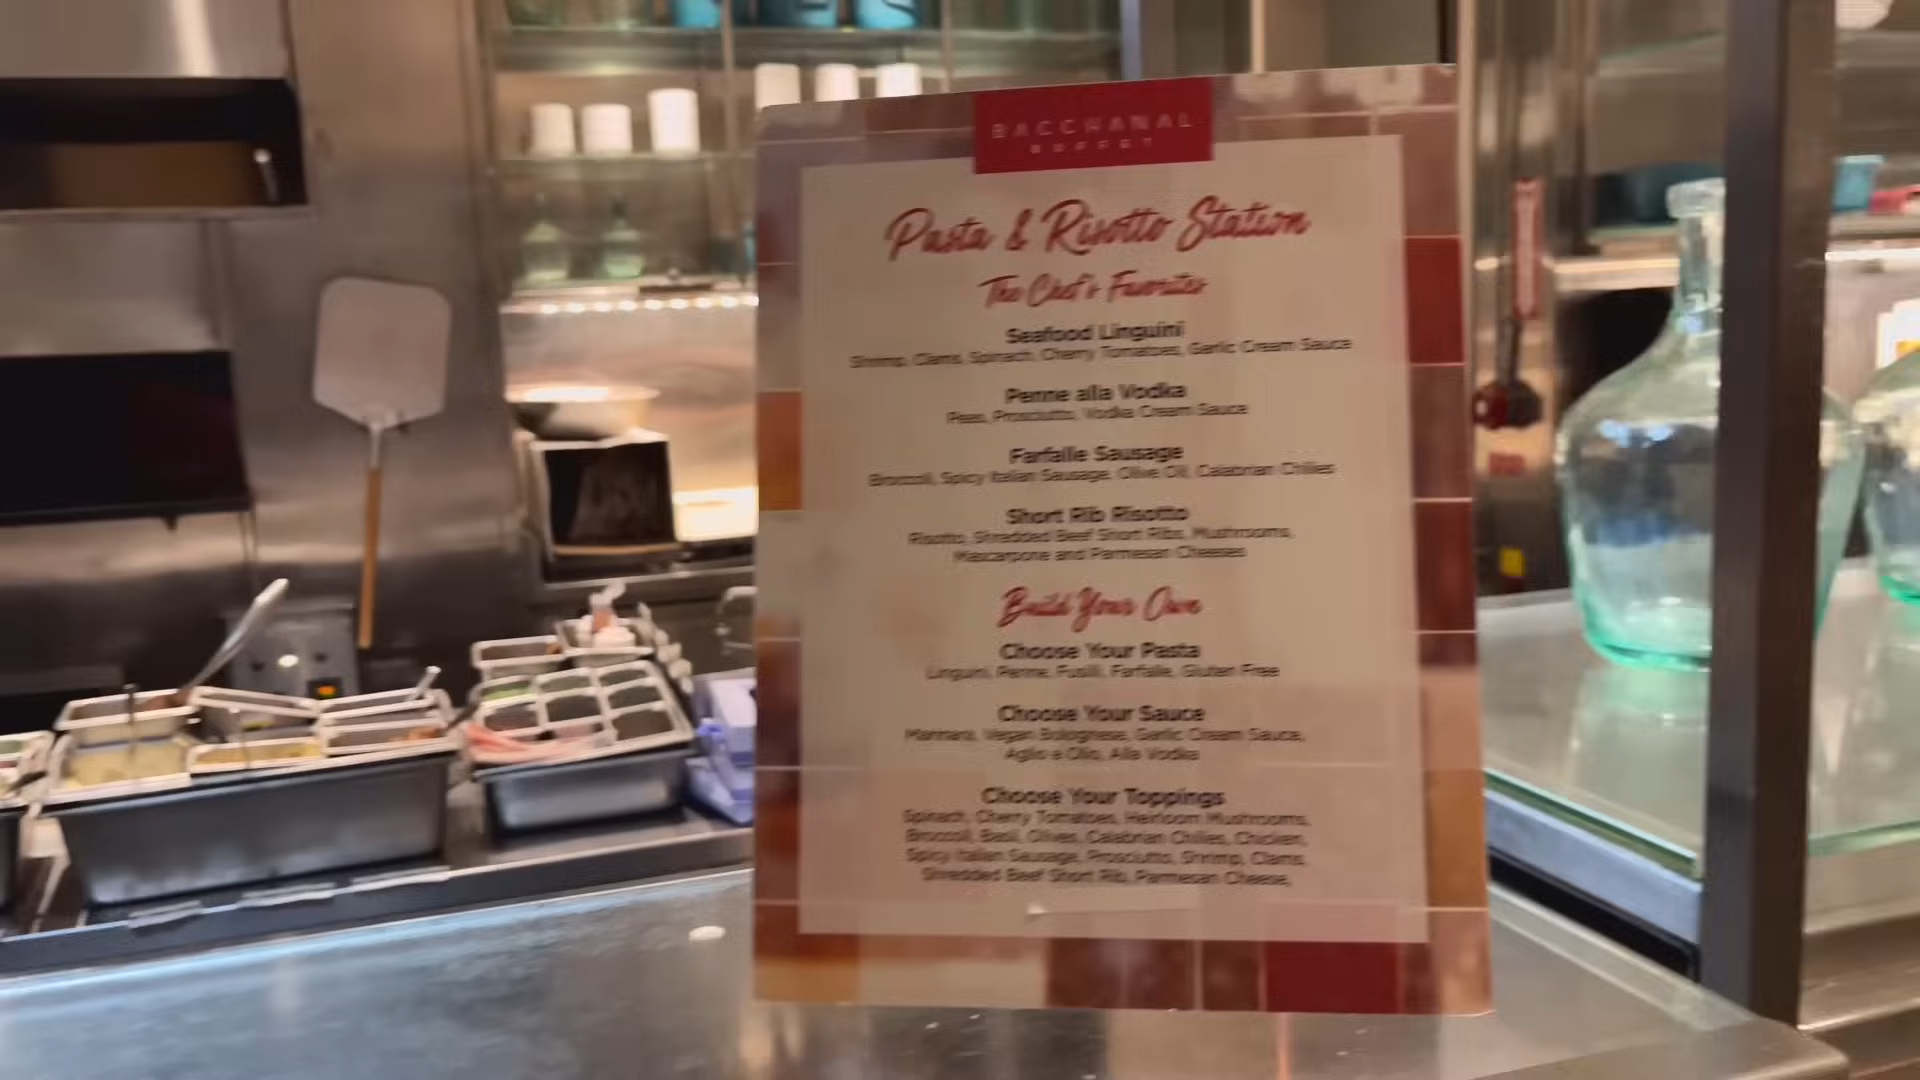 BACCHANAL
BUFFET
Pasta & Risotto Station
The Chef's Favorites
Seafood Linguini
Shrimp, Clams, Spinach, Cherry Tomatoes, Garlic Cream Sauce
Penne alla Vodka
Peas, Prosciutto, Vodka Cream Sauce
Farfalle Sausage
Broccoli, Spicy Italian Sausage, Olive Oil, Calabrian Chilies
Short Rib Risotto
Risotto, Shredded Beef Short Ribs, Mushrooms,
Mascarpone and Parmesan Cheeses
Build Your Own
Choose Your Pasta
Linguini, Penne, Fusilli, Farfalle, Gluten Free
Choose Your Sauce
Marinara, Vegan Bolognese, Garlic Cream Sauce,
Aglio e Olio, Alla Vodka
Choose Your Toppings
Spinach, Cherry Tomatoes, Heirloom Mushrooms,
Broccoli, Basil, Olives, Calabrian Chilies, Chicken,
Spicy Italian Sausage, Prosciutto, Shrimp, Clams,
Shredded Beef Short Rib, Parmesan Cheese,